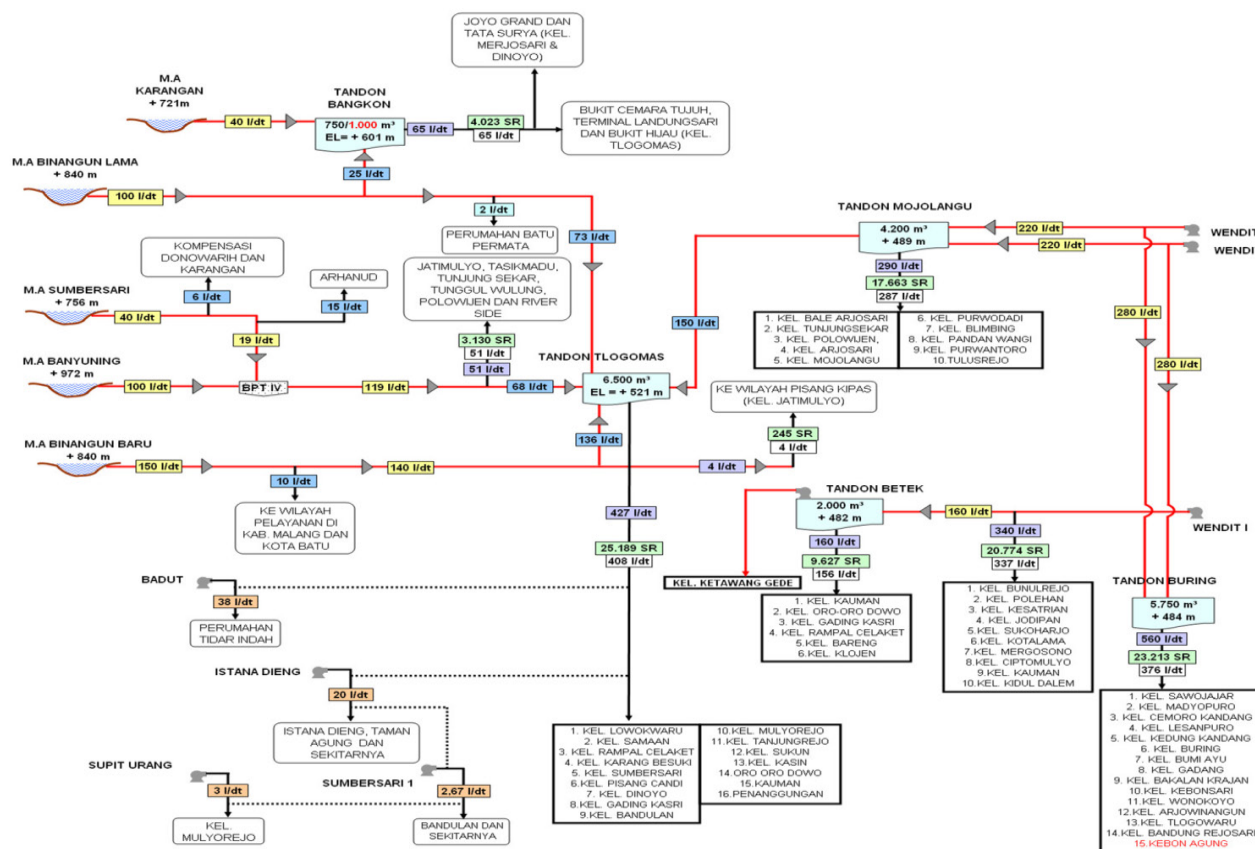 JOYO GRAND DAN
TATA SURYA (KEL.
MERJOSARI &
DINOYO)
M.A
KARANGAN
+ 721m
40 l/dt
TANDON
BANGKON
750/1.000 m³
EL= + 601 m
65 l/dt
4.023 SR
65 l/dt
BUKIT CEMARA TUJUH,
TERMINAL LANDUNGSARI
DAN BUKIT HIJAU (KEL.
TLOGOMAS)
M.A BINANGUN LAMA
+ 840 m
100 l/dt
25 l/dt
2 l/dt
PERUMAHAN BATU
PERMATA
73 l/dt
KOMPENSASI
DONOWARIH DAN
KARANGAN
ARHANUD
JATIMULYO, TASIKMADU,
TUNJUNG SEKAR,
TUNGGUL WULUNG,
POLOWIJEN DAN RIVER
SIDE
M.A SUMBERSARI
+ 756 m
40 l/dt
6 l/dt
15 l/dt
19 l/dt
3.130 SR
51 l/dt
51 l/dt
M.A BANYUNING
+ 972 m
100 l/dt
BPT IV
119 l/dt
68 l/dt
TANDON TLOGOMAS
6.500 m³
EL = + 521 m
150 l/dt
TANDON MOJOLANGU
4.200 m³
+ 489 m
290 l/dt
17.663 SR
287 l/dt
220 l/dt
220 l/dt
WENDIT
WENDIT
1. KEL. BALE ARJOSARI
2. KEL. TUNJUNGSEKAR
3. KEL. POLOWIJEN,
4. KEL. ARJOSARI
5. KEL. MOJOLANGU
6. KEL. PURWODADI
7. KEL. BLIMBING
8. KEL. PANDAN WANGI
9. KEL. PURWANTORO
10. TULUSREJO
280 l/dt
280 l/dt
KE WILAYAH PISANG KIPAS
(KEL. JATIMULYO)
245 SR
4 l/dt
M.A BINANGUN BARU
+ 840 m
150 l/dt
140 l/dt
136 l/dt
4 l/dt
10 l/dt
KE WILAYAH
PELAYANAN DI
KAB. MALANG DAN
KOTA BATU
427 l/dt
25.189 SR
408 l/dt
TANDON BETEK
2.000 m³
+ 482 m
160 l/dt
9.627 SR
156 l/dt
160 l/dt
WENDIT I
340 l/dt
20.774 SR
337 l/dt
KEL. KETAWANG GEDE
1. KEL. KAUMAN
2. KEL. ORO-ORO DOWO
3. KEL. GADING KASRI
4. KEL. RAMPAL CELAKET
5. KEL. BARENG
6. KEL. KLOJEN
1. KEL. BUNULREJO
2. KEL. POLEHAN
3. KEL. KESATRIAN
4. KEL. JODIPAN
5. KEL. SUKOHARJO
6. KEL. KOTALAMA
7. KEL. MERGOSONO
8. KEL. CIPTOMULYO
9. KEL. KAUMAN
10. KEL. KIDUL DALEM
TANDON BURING
5.750 m³
+ 484 m
560 l/dt
23.213 SR
376 l/dt
1. KEL. SAWOJAJAR
2. KEL. MADYOPURO
3. KEL. CEMORO KANDANG
4. KEL. LESANPURO
5. KEL. KEDUNG KANDANG
6. KEL. BURING
7. KEL. BUMI AYU
8. KEL. GADANG
9. KEL. BAKALAN KRAJAN
10. KEL. KEBONSARI
11. KEL. WONOKOYO
12. KEL. ARJOWINANGUN
13. KEL. TLOGOWARU
14. KEL. BANDUNG REJOSARI
15. KEBON AGUNG
BADUT
38 l/dt
PERUMAHAN
TIDAR INDAH
ISTANA DIENG
20 l/dt
ISTANA DIENG, TAMAN
AGUNG DAN
SEKITARNYA
SUPIT URANG
3 l/dt
KEL.
MULYOREJO
SUMBERSARI 1
2,67 l/dt
BANDULAN DAN
SEKITARNYA
1. KEL. LOWOKWARU
2. KEL. SAMAAN
3. KEL. RAMPAL CELAKET
4. KEL. KARANG BESUKI
5. KEL. SUMBERSARI
6. KEL. PISANG CANDI
7. KEL. DINOYO
8. KEL. GADING KASRI
9. KEL. BANDULAN
10. KEL. MULYOREJO
11. KEL. TANJUNGREJO
12. KEL. SUKUN
13. KEL. KASIN
14. ORO ORO DOWO
15. KAUMAN
16. PENANGGUNGAN